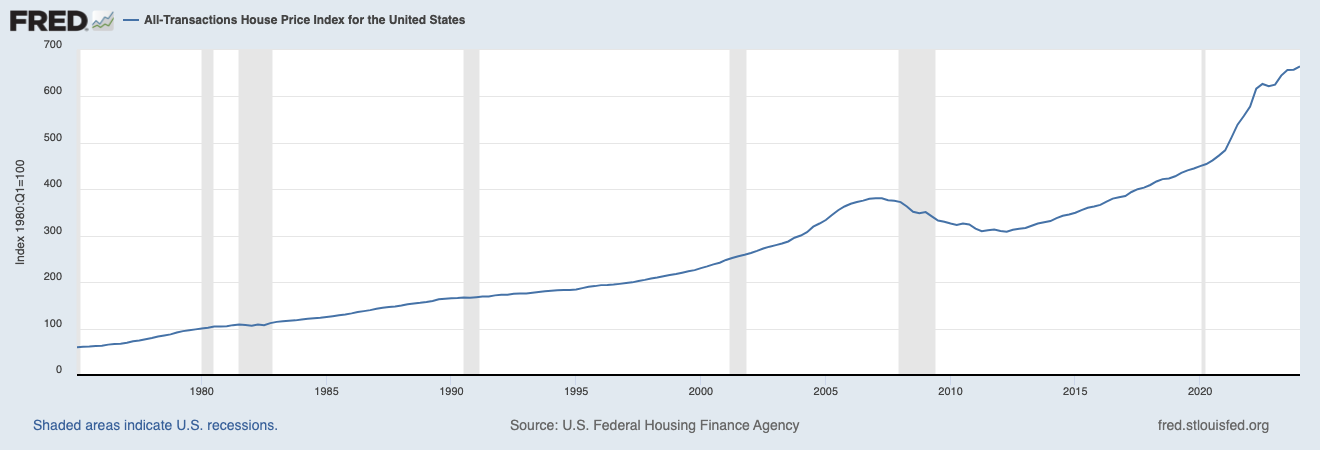 FRED All-Transactions House Price Index for the United States
700
600
500
400
300
200
100
0
Index 1980:Q1=100
1980 1985 1990 1995 2000 2005 2010 2015 2020
Shaded areas indicate U.S. recessions. Source: U.S. Federal Housing Finance Agency fred.stlouisfed.org